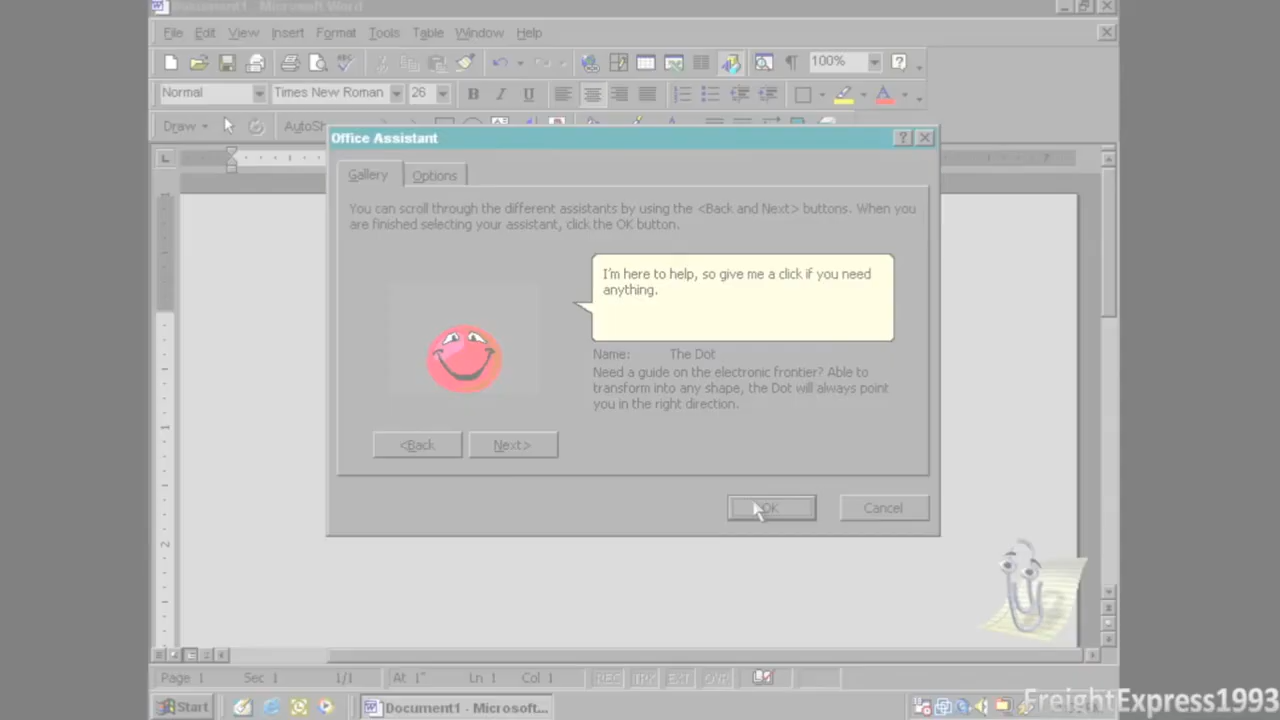 Document1 - Microsoft Word
File Edit View Insert Format Tools Table Window Help
100%
Normal Times New Roman 26 B I U
Draw
Office Assistant
Gallery Options
You can scroll through the different assistants by using the <Back and Next> buttons. When you
are finished selecting your assistant, click the OK button.
I'm here to help, so give me a click if you need
anything.
Name: The Dot
Need a guide on the electronic frontier? Able to
transform into any shape, the Dot will always point
you in the right direction.
<Back Next>
OK Cancel
Page 1 Sec 1 1/1 At 1" Ln 1 Col 1 REC TRK EXT OVR
Start Document1 - Microsoft...
FreightExpress1993